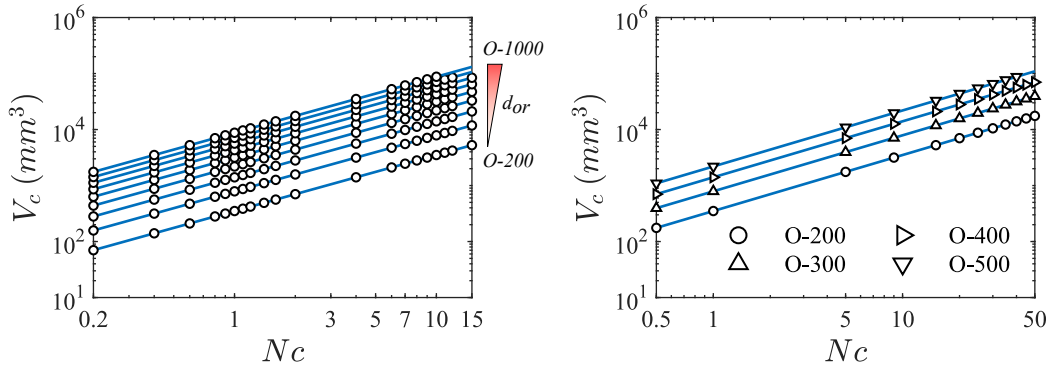 10^6
10^4
10^2
10^1
V_c (mm^3)
0.2 1 3 5 7 10 15
Nc
O-1000
d_or
O-200
10^6
10^4
10^2
10^1
V_c (mm^3)
O-200 O-400
O-300 O-500
0.5 1 5 10 50
Nc